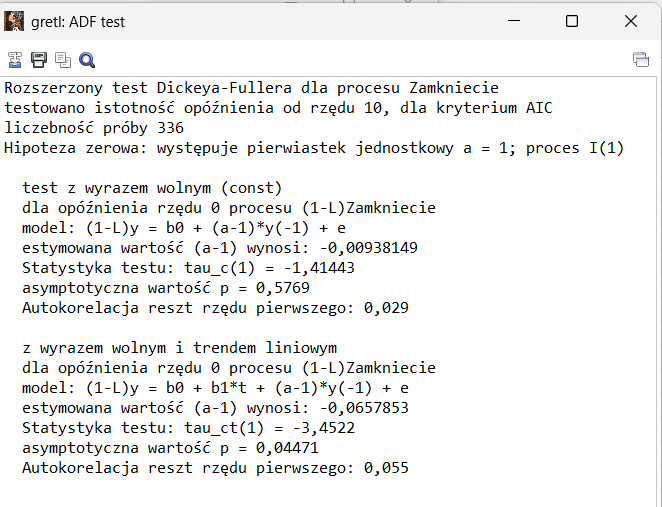 gretl: ADF test
Rozszerzony test Dickeya-Fullera dla procesu Zamkniecie
testowano istotność opóźnienia od rzędu 10, dla kryterium AIC
liczebność próby 336
Hipoteza zerowa: występuje pierwiastek jednostkowy a = 1; proces I(1)
test z wyrazem wolnym (const)
dla opóźnienia rzędu 0 procesu (1-L)Zamkniecie
model: (1-L)y = b0 + (a-1)*y(-1) + e
estymowana wartość (a-1) wynosi: -0,00938149
Statystyka testu: tau_c(1) = -1,41443
asymptotyczna wartość p = 0,5769
Autokorelacja reszt rzędu pierwszego: 0,029
z wyrazem wolnym i trendem liniowym
dla opóźnienia rzędu 0 procesu (1-L)Zamkniecie
model: (1-L)y = b0 + b1*t + (a-1)*y(-1) + e
estymowana wartość (a-1) wynosi: -0,0657853
Statystyka testu: tau_ct(1) = -3,4522
asymptotyczna wartość p = 0,04471
Autokorelacja reszt rzędu pierwszego: 0,055